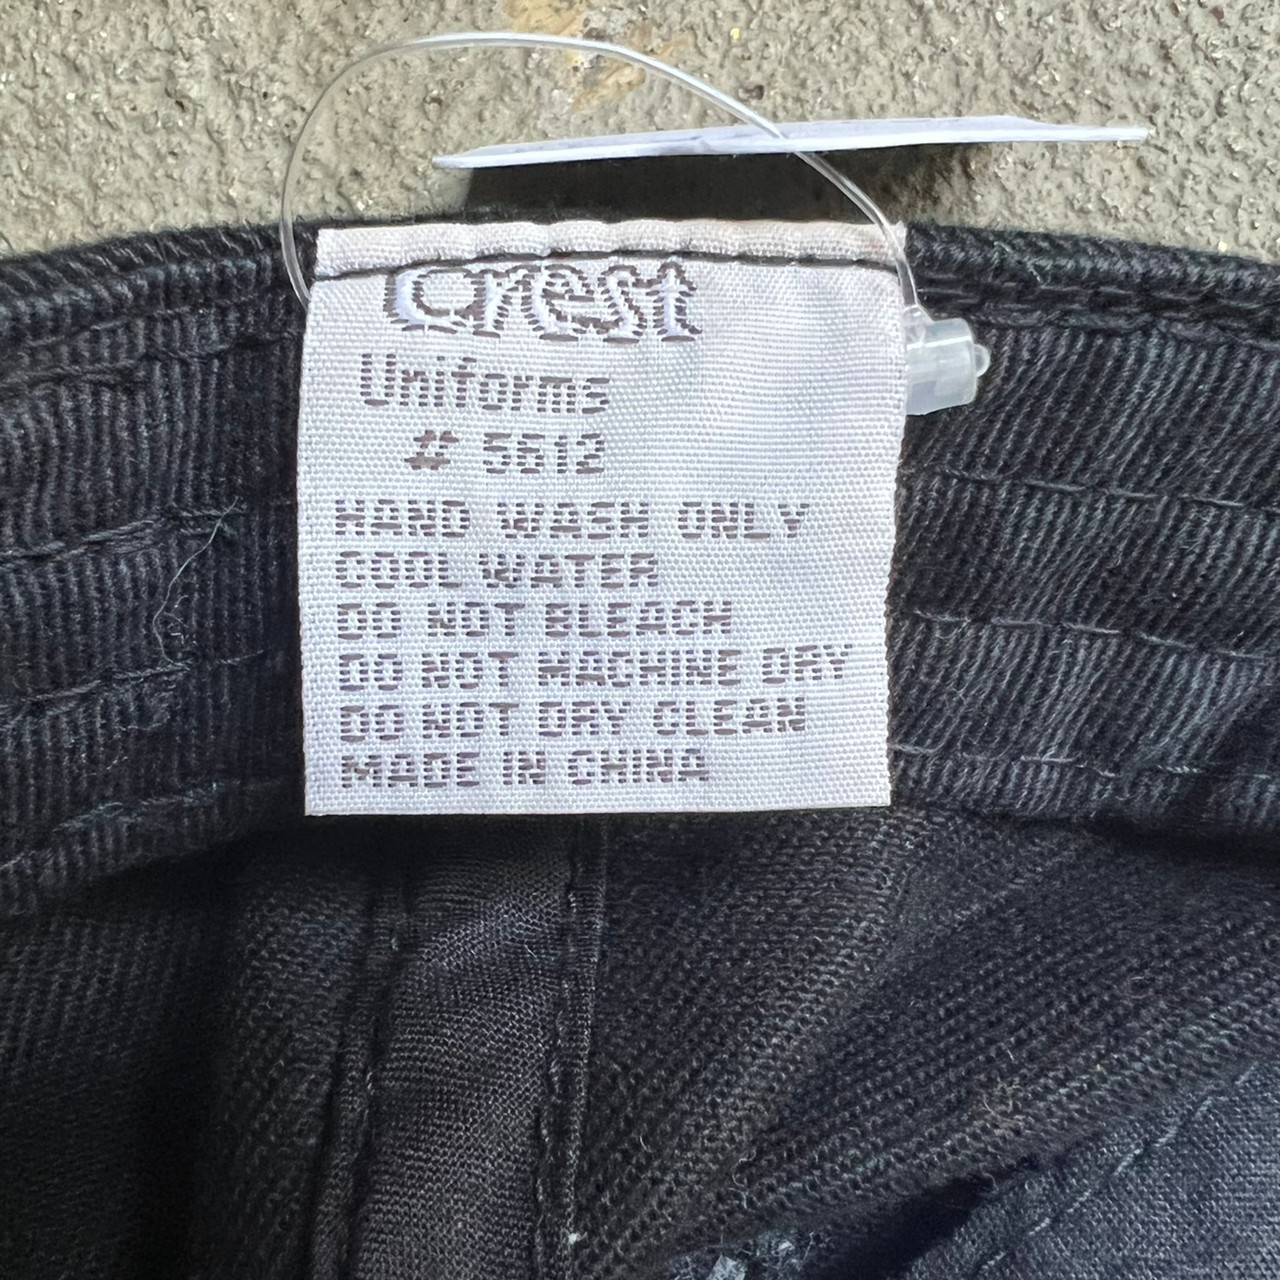 Crest
Uniforms
# 5612
HAND WASH ONLY
COOL WATER
DO NOT BLEACH
DO NOT MACHINE DRY
DO NOT DRY CLEAN
MADE IN CHINA